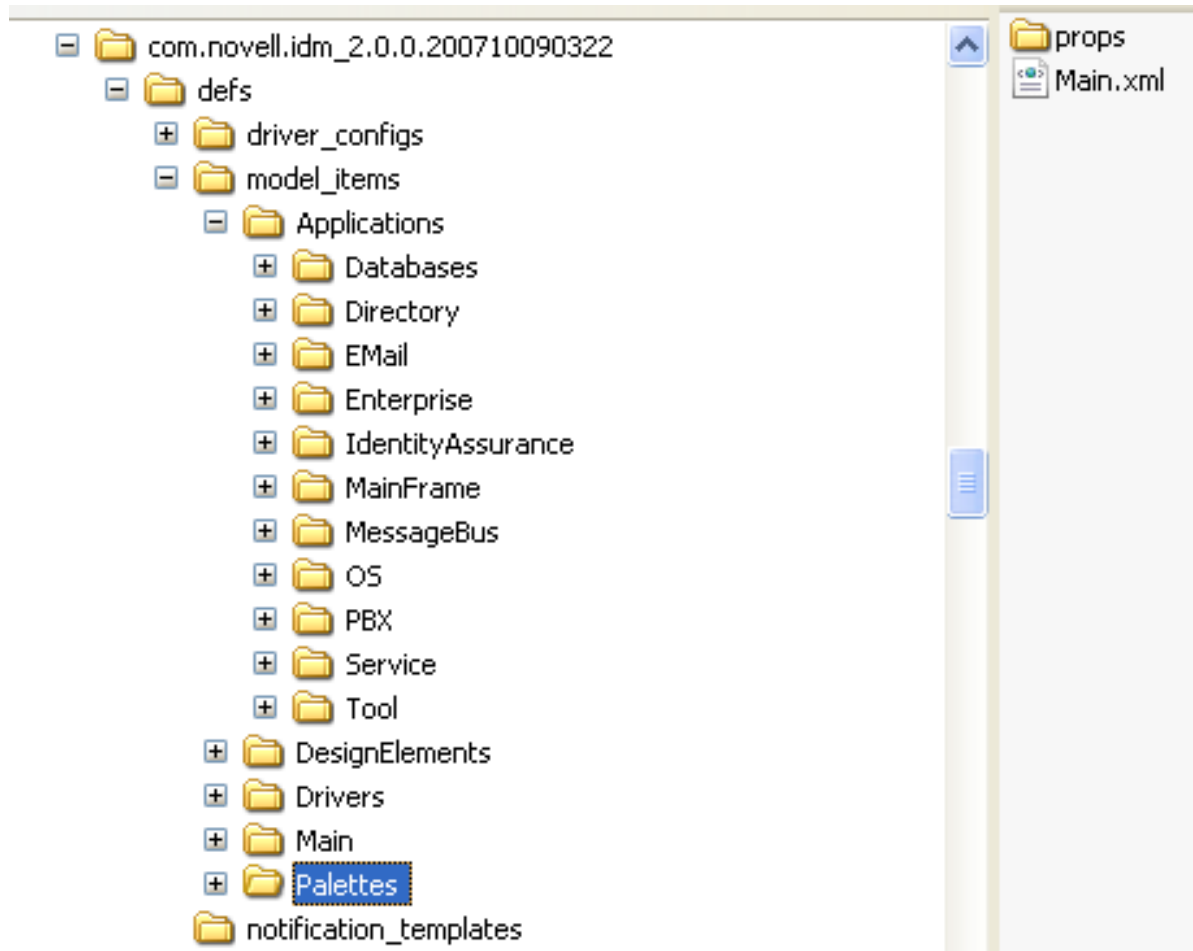 com.novell.idm_2.0.0.200710090322
defs
driver_configs
model_items
Applications
Databases
Directory
EMail
Enterprise
IdentityAssurance
MainFrame
MessageBus
OS
PBX
Service
Tool
DesignElements
Drivers
Main
Palettes
notification_templates
props
Main.xml